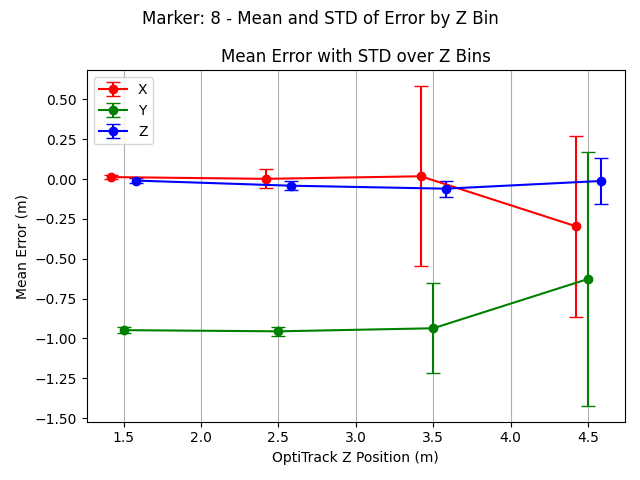 Marker: 8 - Mean and STD of Error by Z Bin
Mean Error with STD over Z Bins
X
Y
Z
0.50
0.25
0.00
−0.25
−0.50
−0.75
−1.00
−1.25
−1.50
Mean Error (m)
1.5 2.0 2.5 3.0 3.5 4.0 4.5
OptiTrack Z Position (m)